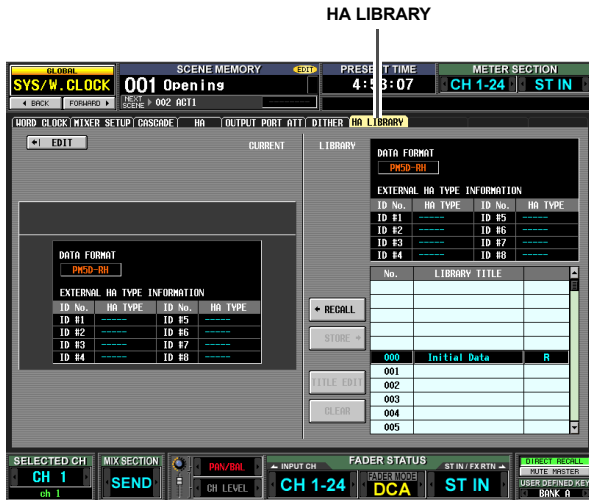 HA LIBRARY
GLOBAL
SYS/W.CLOCK
BACK FORWARD
SCENE MEMORY EDIT
001 Opening
NEXT SCENE 002 ACT1
PRESENT TIME
4:53:07
METER SECTION
CH 1-24 ST IN
WORD CLOCK MIXER SETUP CASCADE HA OUTPUT PORT ATT DITHER HA LIBRARY
EDIT
CURRENT
DATA FORMAT
PM5D-RH
EXTERNAL HA TYPE INFORMATION
ID No. HA TYPE ID No. HA TYPE
ID #1 ----- ID #5 -----
ID #2 ----- ID #6 -----
ID #3 ----- ID #7 -----
ID #4 ----- ID #8 -----
LIBRARY
DATA FORMAT
PM5D-RH
EXTERNAL HA TYPE INFORMATION
ID No. HA TYPE ID No. HA TYPE
ID #1 ----- ID #5 -----
ID #2 ----- ID #6 -----
ID #3 ----- ID #7 -----
ID #4 ----- ID #8 -----
RECALL
STORE
TITLE EDIT
CLEAR
No. LIBRARY TITLE
000 Initial Data R
001
002
003
004
005
SELECTED CH
CH 1
ch 1
MIX SECTION
SEND
PAN/BAL
CH LEVEL
FADER STATUS
INPUT CH
CH 1-24
FADER MODE
DCA
ST IN / FX RTN
ST IN
DIRECT RECALL
MUTE MASTER
USER DEFINED KEY
BANK A